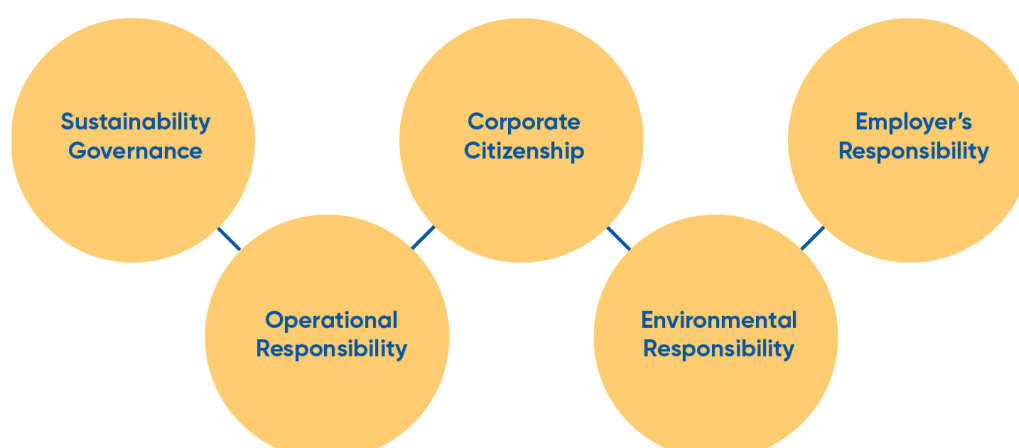 Sustainability
Governance
Operational
Responsibility
Corporate
Citizenship
Environmental
Responsibility
Employer’s
Responsibility